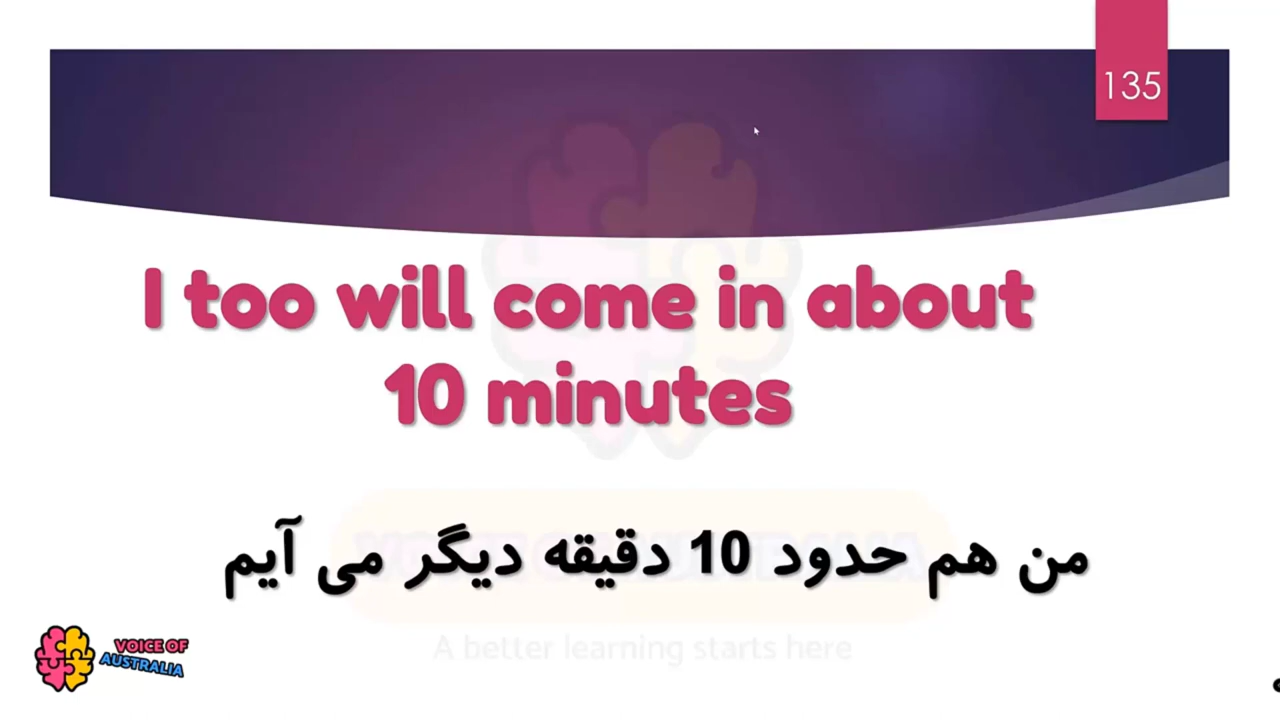 135
I too will come in about
10 minutes
من هم حدود 10 دقیقه دیگر می آیم
A better learning starts here
VOICE OF
AUSTRALIA